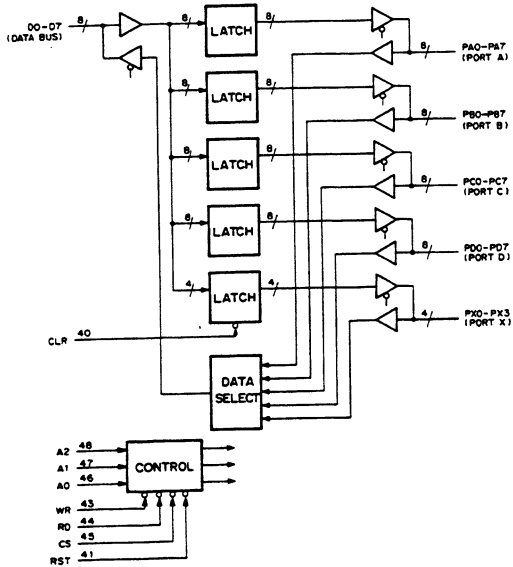 D0-D7
(DATA BUS)
8
8
LATCH
8
8
PA0-PA7
(PORT A)
8
LATCH
8
8
PB0-PB7
(PORT B)
8
LATCH
8
8
PC0-PC7
(PORT C)
8
LATCH
8
8
PD0-PD7
(PORT D)
4
LATCH
4
4
PX0-PX3
(PORT X)
CLR 40
DATA
SELECT
A2 48
A1 47
A0 46
CONTROL
WR 43
RD 44
CS 45
RST 41